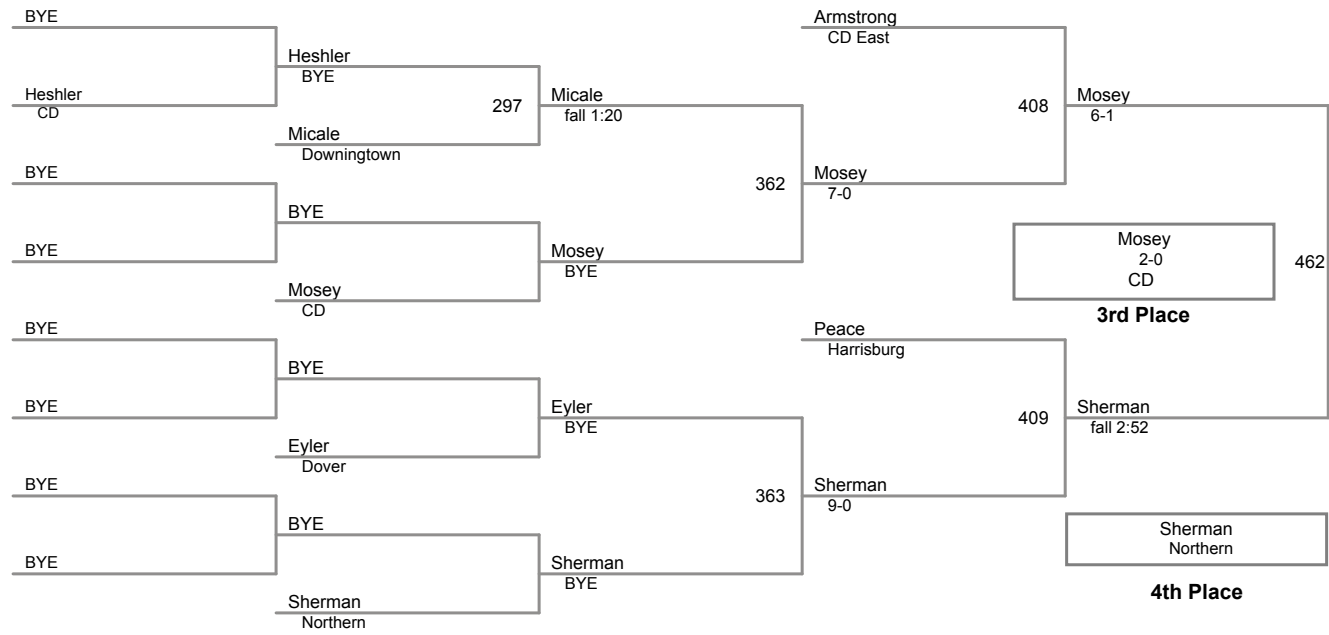 BYE
Armstrong
CD East
Heshler
BYE
Heshler
CD
297
Micale
fall 1:20
408
Mosey
6-1
Micale
Downingtown
BYE
362
Mosey
7-0
BYE
Mosey
2-0
CD
462
BYE
Mosey
BYE
Mosey
CD
3rd Place
BYE
Peace
Harrisburg
BYE
BYE
Eyler
BYE
409
Sherman
fall 2:52
Eyler
Dover
BYE
363
Sherman
9-0
BYE
Sherman
Northern
BYE
Sherman
BYE
4th Place
Sherman
Northern